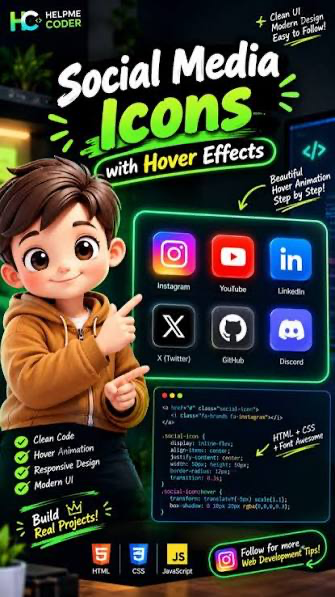 HC HELPME
CODER
Clean UI
Modern Design
Easy to Follow!
Social Media
Icons
with Hover Effects
</>
Beautiful
Hover Animation
Step by Step!
Instagram
YouTube
LinkedIn
X (Twitter)
GitHub
Discord
<a href="#" class="social-icon">
<i class="fa-brands fa-instagram"></i>
</a>
.social-icon {
display: inline-flex;
align-items: center;
justify-content: center;
width: 50px; height: 50px;
border-radius: 12px;
transition: 0.3s;
}
.social-icon:hover {
transform: translateY(-5px) scale(1.1);
box-shadow: 0 10px 20px rgba(0,0,0,0.3);
}
HTML + CSS
+ Font Awesome
Clean Code
Hover Animation
Responsive Design
Modern UI
Build
Real Projects!
HTML
CSS
JS
JavaScript
Follow for more
Web Development Tips!